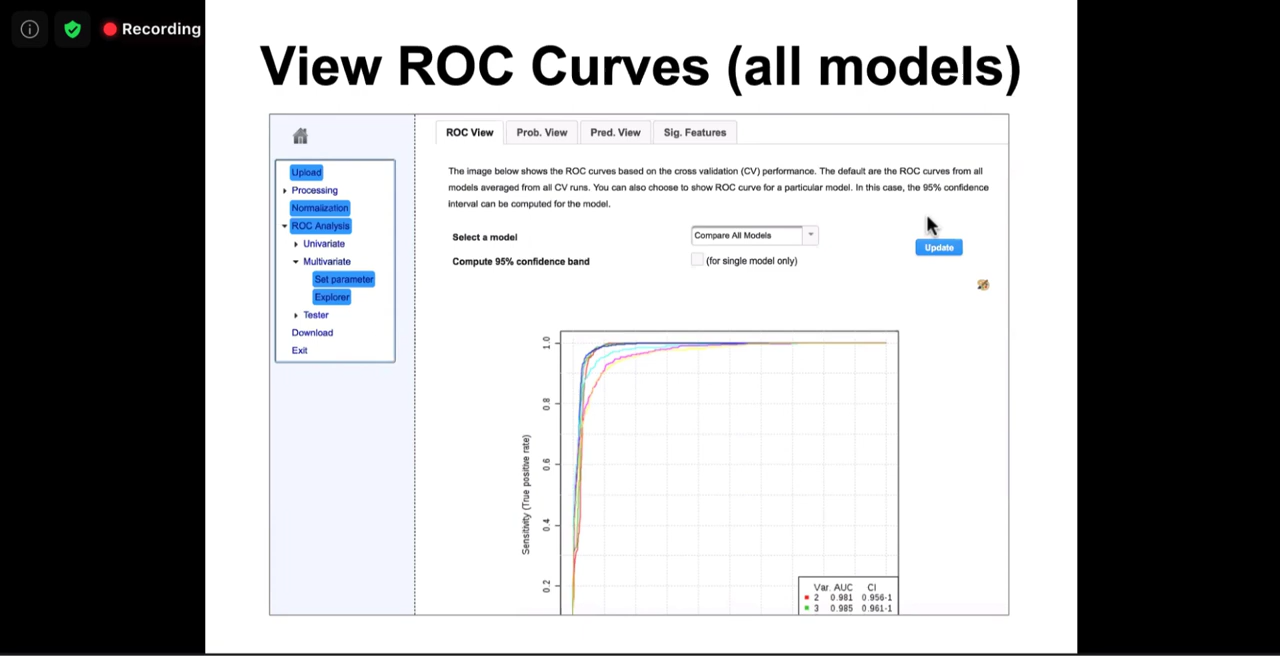 Recording
View ROC Curves (all models)
Upload
Processing
Normalization
ROC Analysis
Univariate
Multivariate
Set parameter
Explorer
Tester
Download
Exit
ROC View
Prob. View
Pred. View
Sig. Features
The image below shows the ROC curves based on the cross validation (CV) performance. The default are the ROC curves from all
models averaged from all CV runs. You can also choose to show ROC curve for a particular model. In this case, the 95% confidence
interval can be computed for the model.
Select a model
Compare All Models
Update
Compute 95% confidence band
(for single model only)
Sensitivity (True positive rate)
1.0
0.8
0.6
0.4
0.2
Var. AUC CI
2 0.981 0.956-1
3 0.985 0.961-1